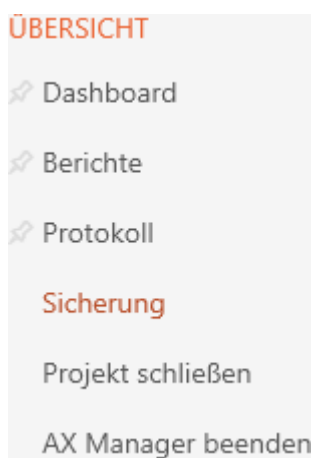 ÜBERSICHT
Dashboard
Berichte
Protokoll
Sicherung
Projekt schließen
AX Manager beenden